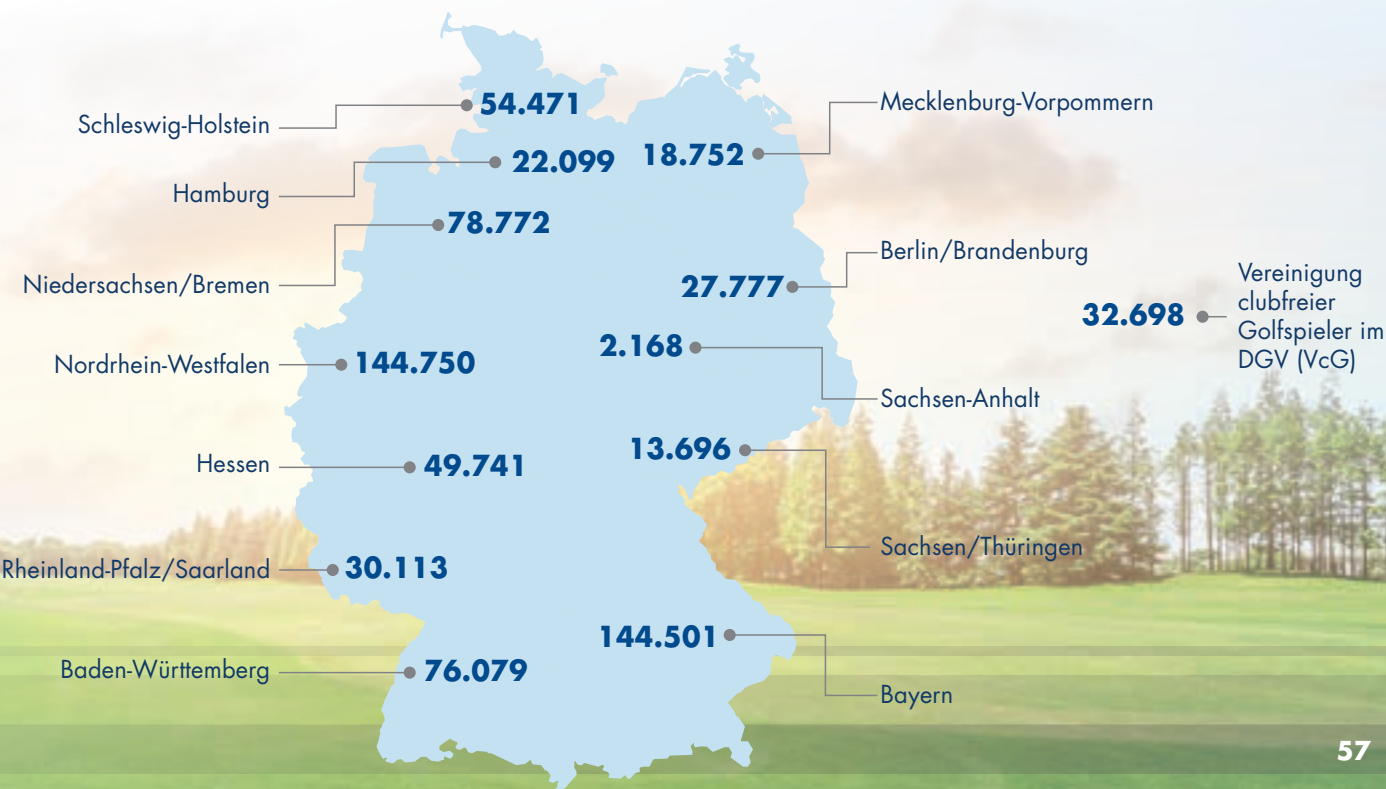 Schleswig-Holstein
54.471
Hamburg
22.099
Niedersachsen/Bremen
78.772
Nordrhein-Westfalen
144.750
Hessen
49.741
Rheinland-Pfalz/Saarland
30.113
Baden-Württemberg
76.079
Mecklenburg-Vorpommern
18.752
Berlin/Brandenburg
27.777
Sachsen-Anhalt
2.168
Sachsen/Thüringen
13.696
Bayern
144.501
32.698
Vereinigung
clubfreier
Golfspieler im
DGV (VcG)
57